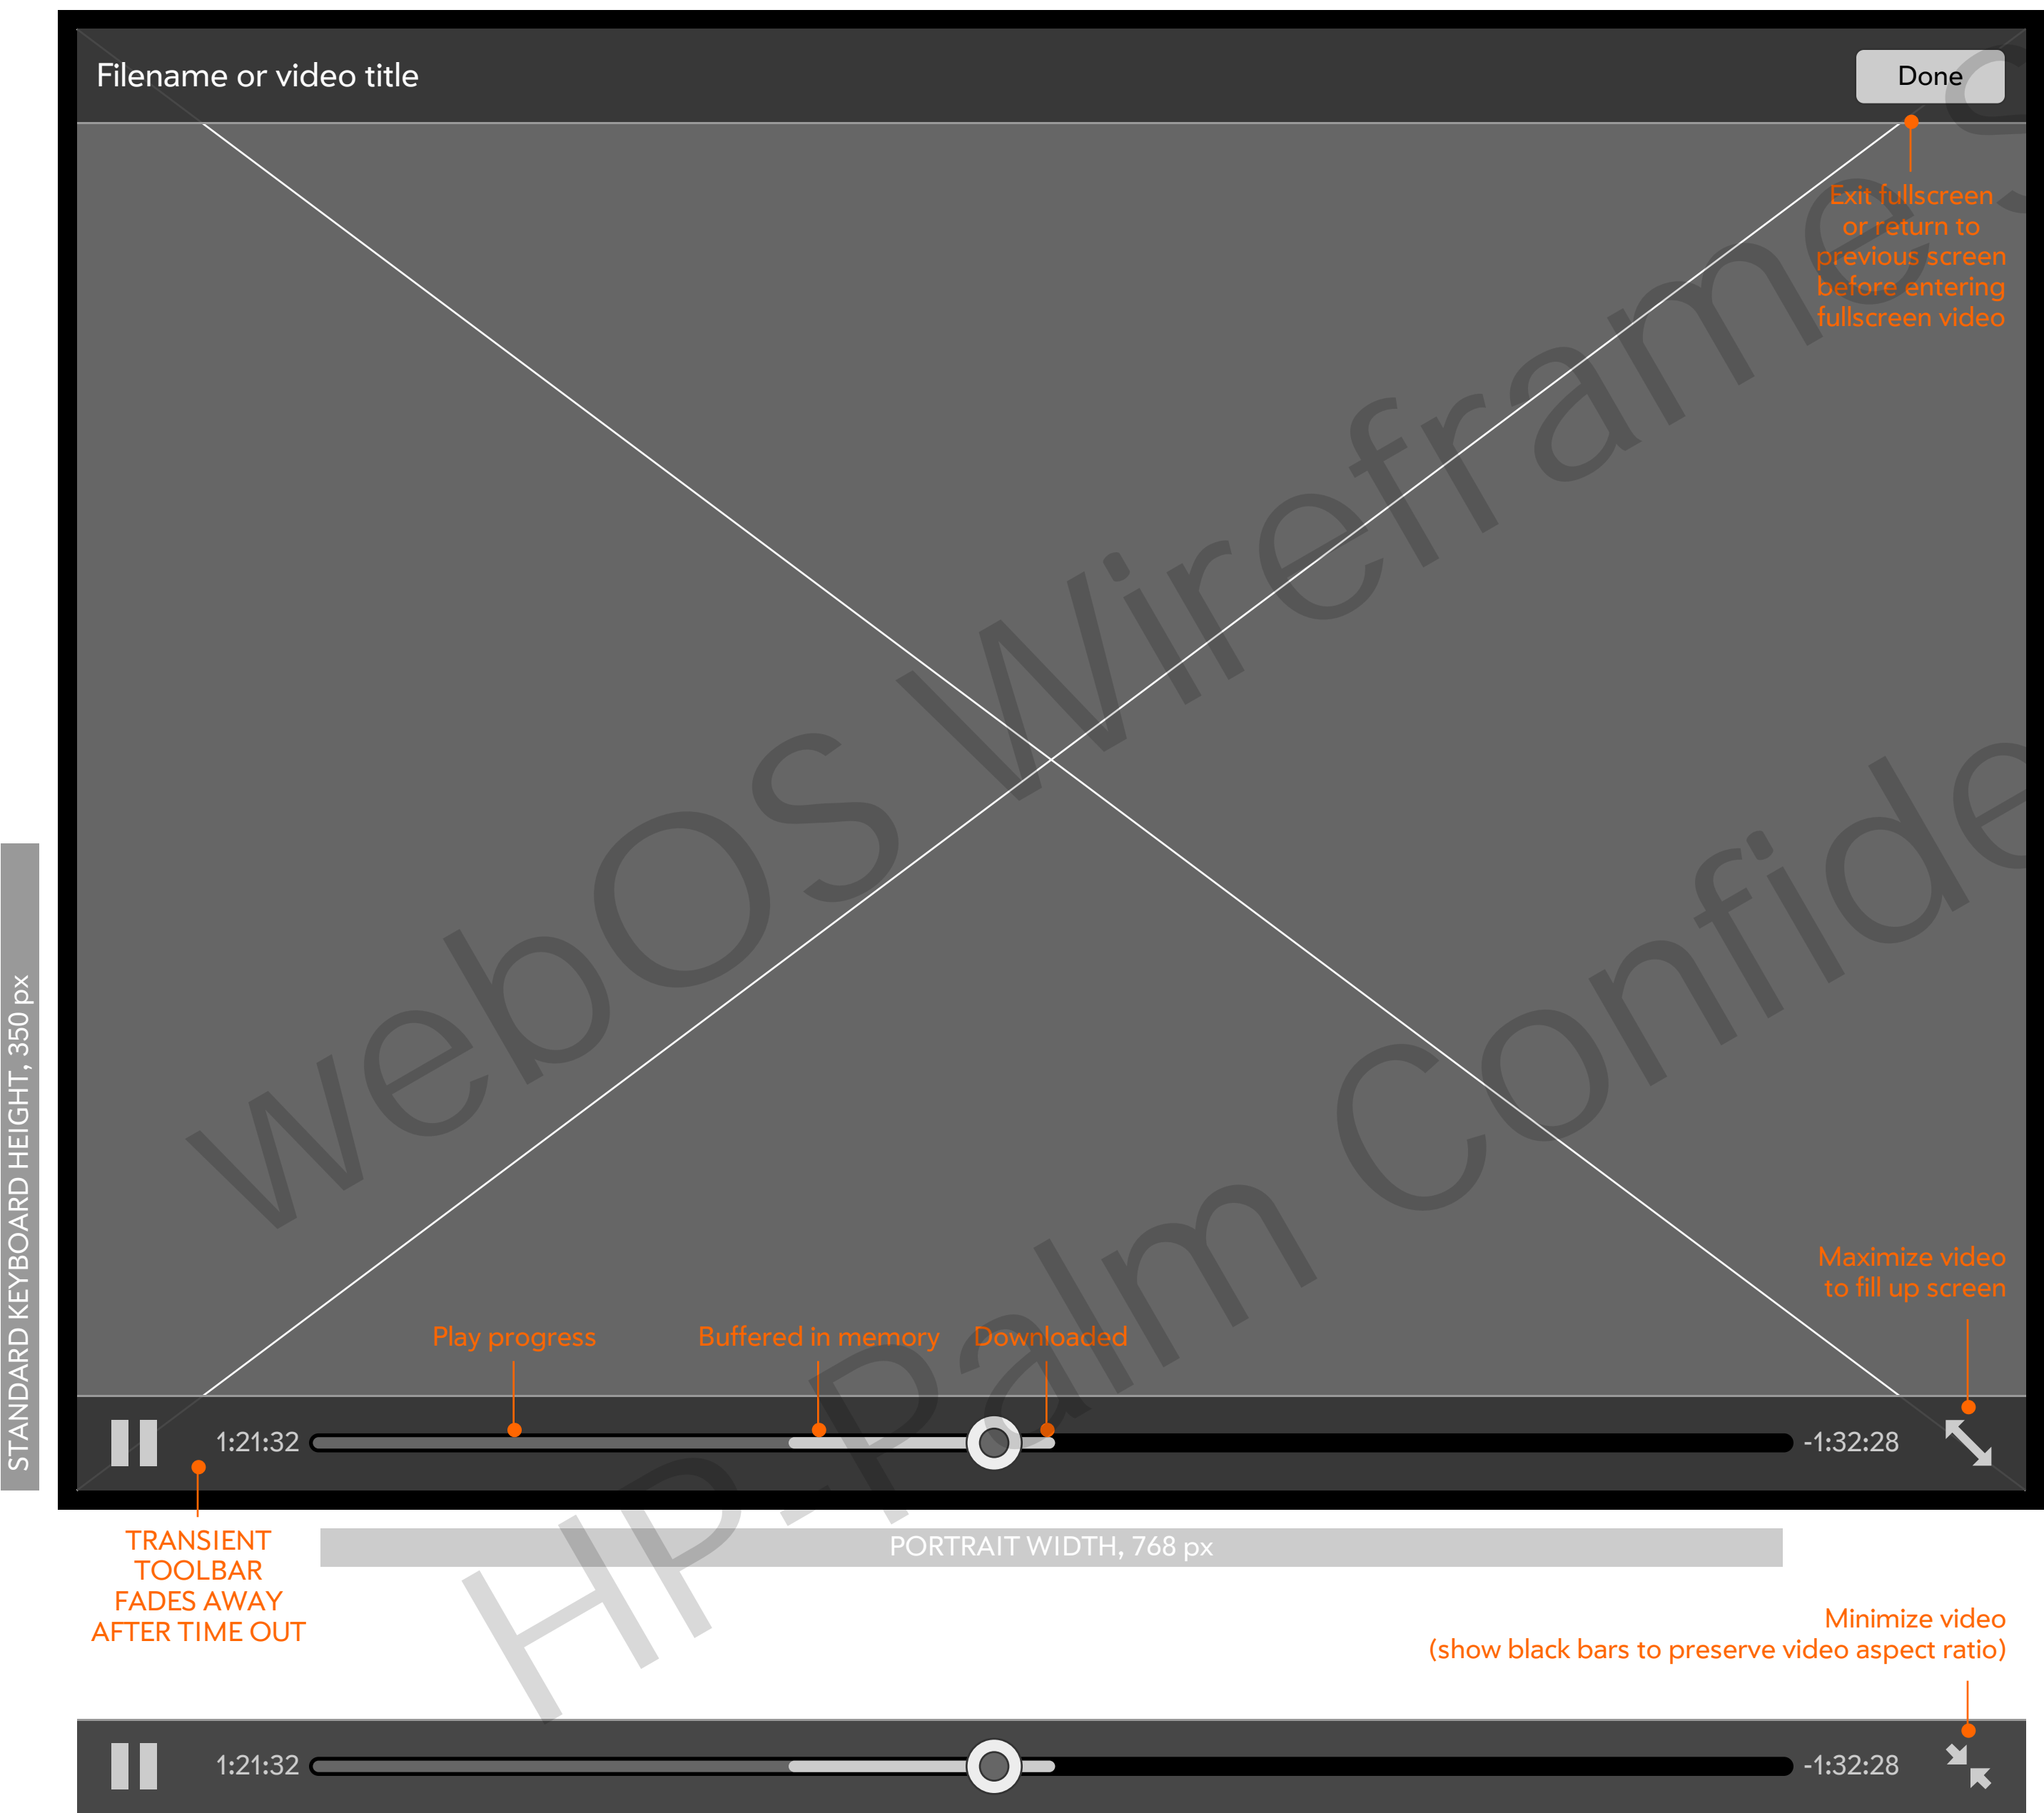 Filename or video title
Done
Exit fullscreen
or return to
previous screen
before entering
fullscreen video
webOS Wireframe S
HP-Palm Confide
STANDARD KEYBOARD HEIGHT, 350 px
Maximize video
to fill up screen
Play progress
Buffered in memory
Downloaded
1:21:32
-1:32:28
TRANSIENT
TOOLBAR
FADES AWAY
AFTER TIME OUT
PORTRAIT WIDTH, 768 px
Minimize video
(show black bars to preserve video aspect ratio)
1:21:32
-1:32:28